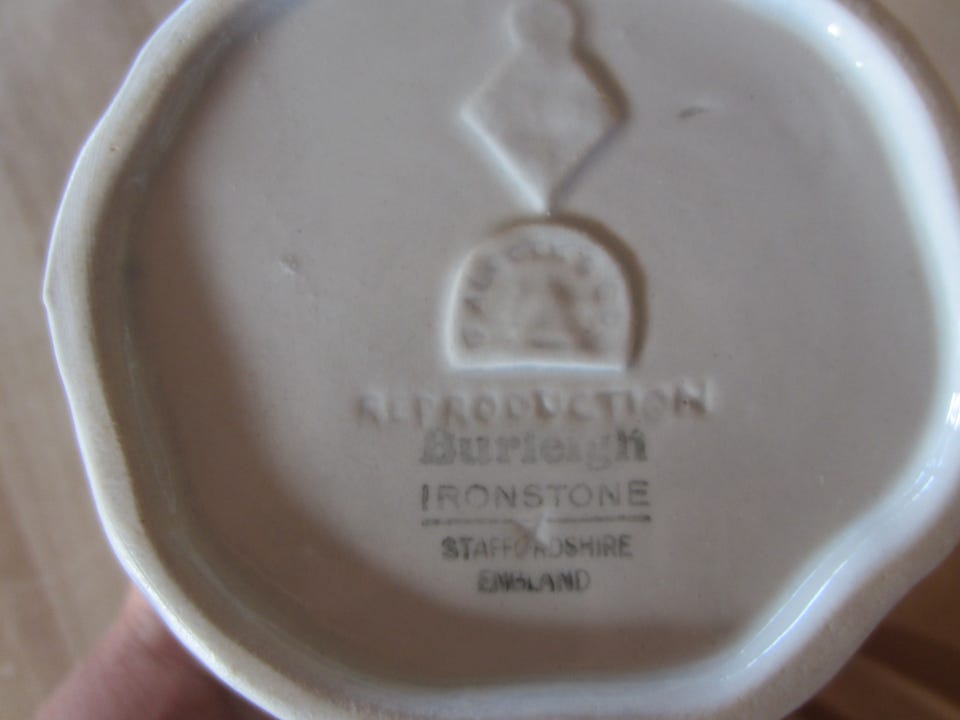 REPRODUCTION
Burleigh
IRONSTONE
STAFFORDSHIRE
ENGLAND